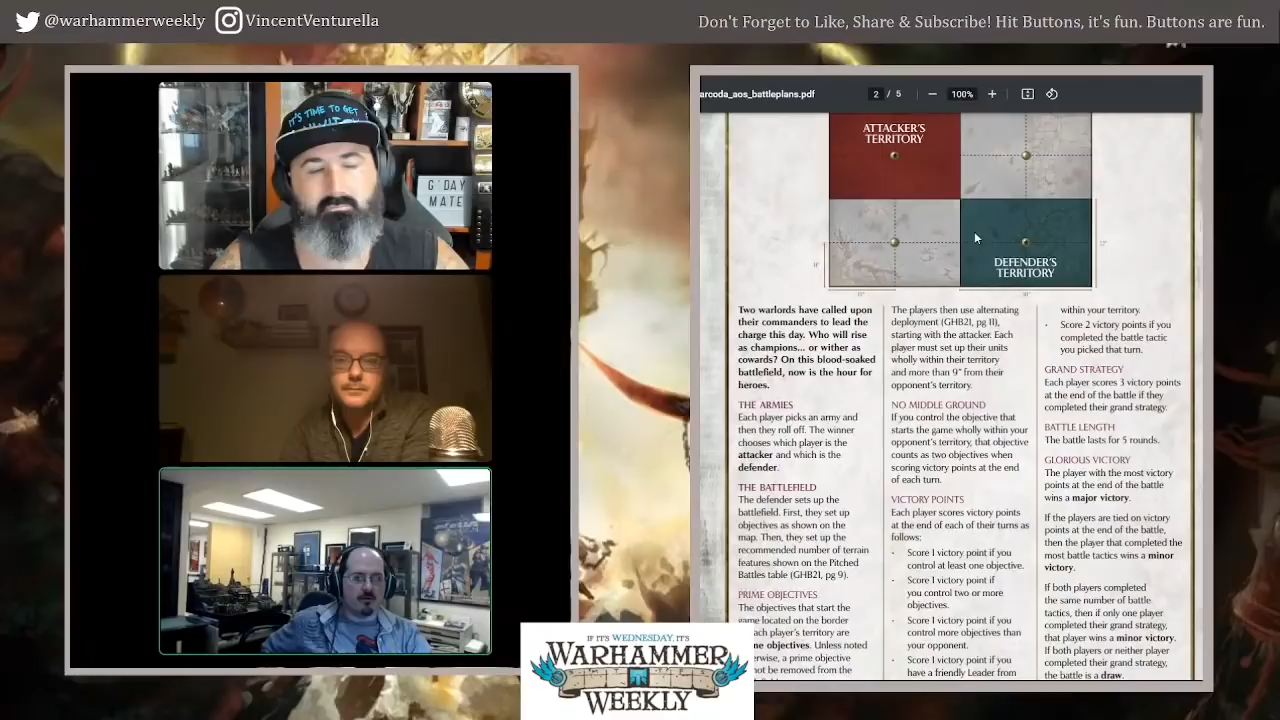 @warhammerweekly
VincentVenturella
Don't Forget to Like, Share & Subscribe! Hit Buttons, it's fun. Buttons are fun.
IT'S TIME TO GET
G'DAY
MATE
arcoda_aos_battleplans.pdf
2 / 5
100%
ATTACKER'S
TERRITORY
DEFENDER'S
TERRITORY
Two warlords have called upon
their commanders to lead the
charge this day. Who will rise
as champions... or wither as
cowards? On this blood-soaked
battlefield, now is the hour for
heroes.
THE ARMIES
Each player picks an army and
then they roll off. The winner
chooses which player is the
attacker and which is the
defender.
THE BATTLEFIELD
The defender sets up the
battlefield. First, they set up
objectives as shown on the
map. Then, they set up the
recommended number of terrain
features shown on the Pitched
Battles table (GHB21, pg 9).
PRIME OBJECTIVES
The objectives that start the
game located on the border
ach player's territory are
me objectives. Unless noted
erwise, a prime objective
not be removed from the
The players then use alternating
deployment (GHB21, pg 11),
starting with the attacker. Each
player must set up their units
wholly within their territory
and more than 9" from their
opponent's territory.
NO MIDDLE GROUND
If you control the objective that
starts the game wholly within your
opponent's territory, that objective
counts as two objectives when
scoring victory points at the end
of each turn.
VICTORY POINTS
Each player scores victory points
at the end of each of their turns as
follows:
· Score 1 victory point if you
control at least one objective.
· Score 1 victory point if
you control two or more
objectives.
· Score 1 victory point if you
control more objectives than
your opponent.
· Score 1 victory point if you
have a friendly Leader from
within your territory.
· Score 2 victory points if you
completed the battle tactic
you picked that turn.
GRAND STRATEGY
Each player scores 3 victory points
at the end of the battle if they
completed their grand strategy.
BATTLE LENGTH
The battle lasts for 5 rounds.
GLORIOUS VICTORY
The player with the most victory
points at the end of the battle
wins a major victory.
If the players are tied on victory
points at the end of the battle,
then the player that completed the
most battle tactics wins a minor
victory.
If both players completed
the same number of battle
tactics, then if only one player
completed their grand strategy,
that player wins a minor victory.
If both players or neither player
completed their grand strategy,
the battle is a draw.
IF IT'S WEDNESDAY, IT'S
WARHAMMER
WEEKLY